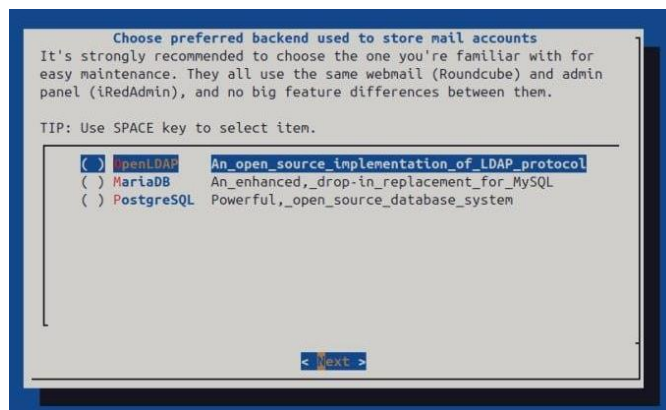 Choose preferred backend used to store mail accounts
It's strongly recommended to choose the one you're familiar with for
easy maintenance. They all use the same webmail (Roundcube) and admin
panel (iRedAdmin), and no big feature differences between them.
TIP: Use SPACE key to select item.
( ) OpenLDAP An_open_source_implementation_of_LDAP_protocol
( ) MariaDB An_enhanced,_drop-in_replacement_for_MySQL
( ) PostgreSQL Powerful,_open_source_database_system
< Next >